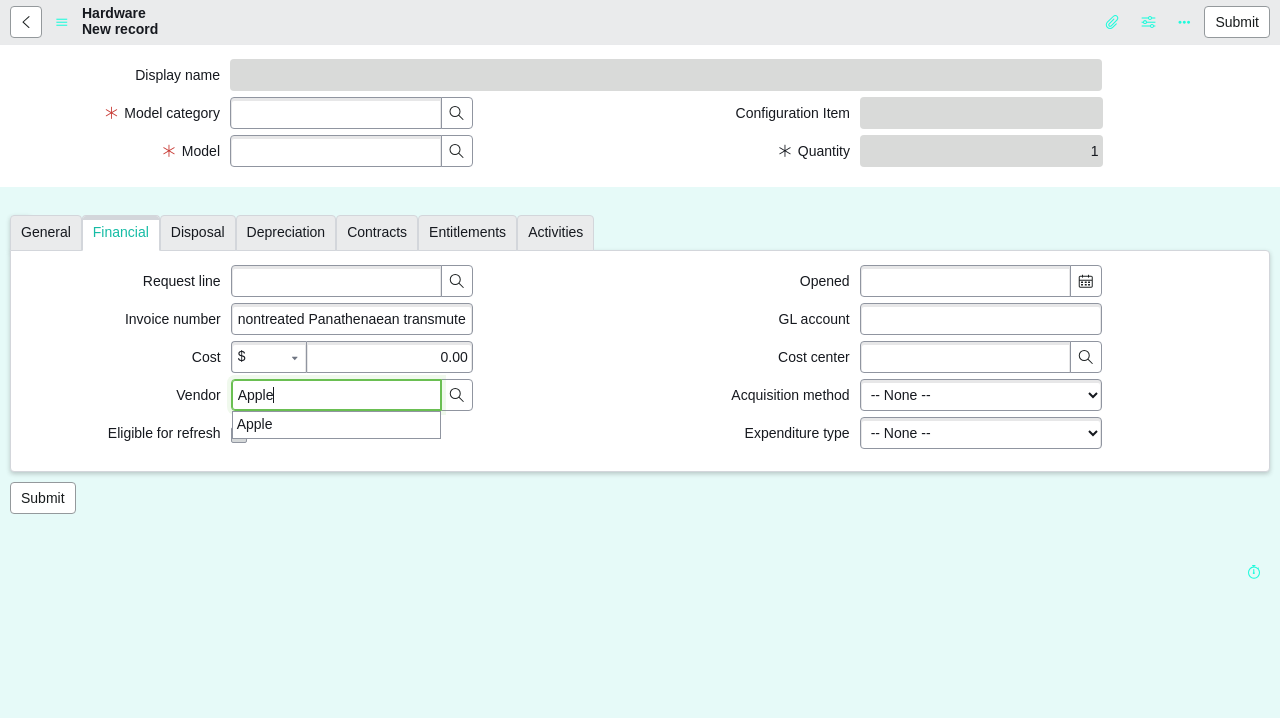 Hardware
New record
Submit
Display name
Model category
Configuration Item
Model
Quantity
1
General
Financial
Disposal
Depreciation
Contracts
Entitlements
Activities
Request line
Opened
Invoice number
nontreated Panathenaean transmute
GL account
Cost
$
0.00
Cost center
Vendor
Apple
Acquisition method
-- None --
Apple
Eligible for refresh
Expenditure type
-- None --
Submit